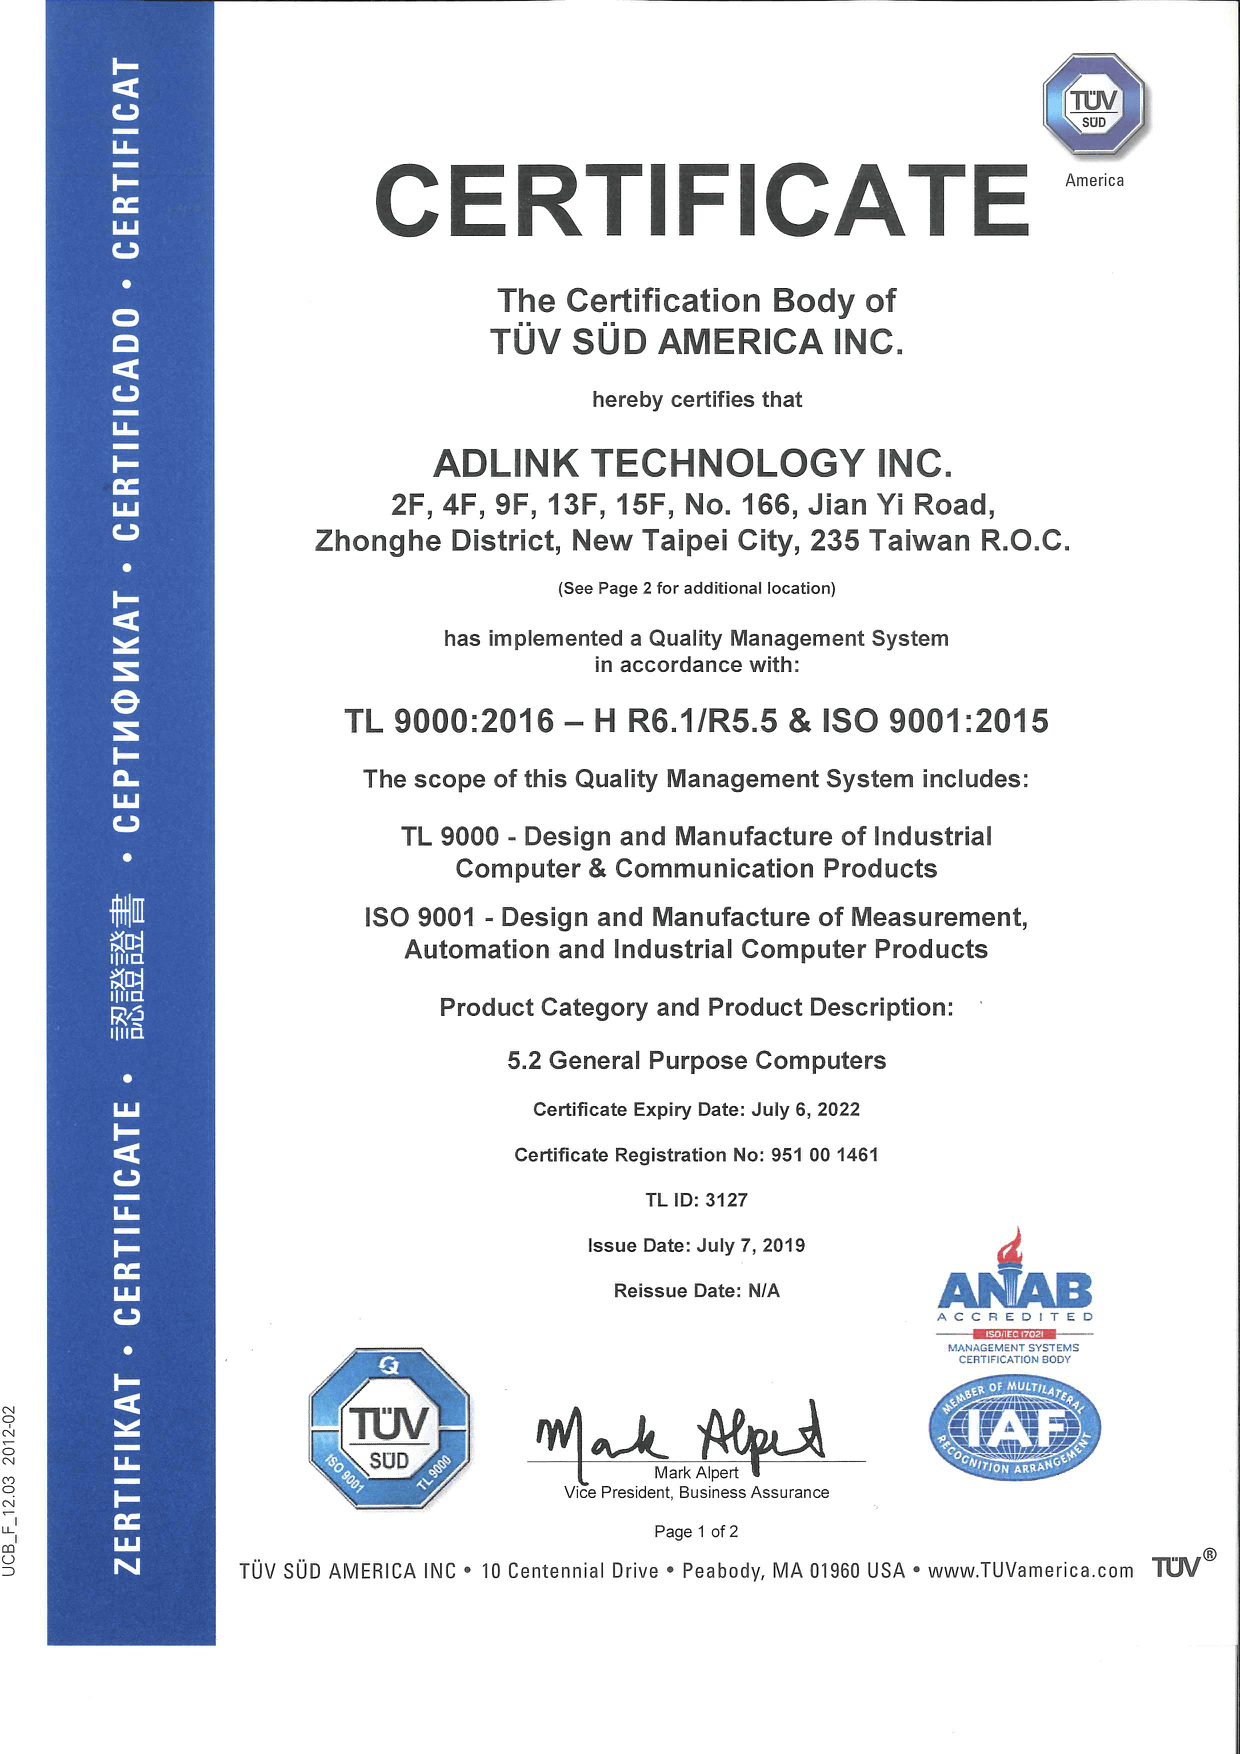 TÜV
SÜD
America
CERTIFICATE
The Certification Body of
TÜV SÜD AMERICA INC.
hereby certifies that
ADLINK TECHNOLOGY INC.
2F, 4F, 9F, 13F, 15F, No. 166, Jian Yi Road,
Zhonghe District, New Taipei City, 235 Taiwan R.O.C.
(See Page 2 for additional location)
has implemented a Quality Management System
in accordance with:
TL 9000:2016 – H R6.1/R5.5 & ISO 9001:2015
The scope of this Quality Management System includes:
TL 9000 - Design and Manufacture of Industrial
Computer & Communication Products
ISO 9001 - Design and Manufacture of Measurement,
Automation and Industrial Computer Products
Product Category and Product Description:
5.2 General Purpose Computers
Certificate Expiry Date: July 6, 2022
Certificate Registration No: 951 00 1461
TL ID: 3127
Issue Date: July 7, 2019
Reissue Date: N/A
ANAB
ACCREDITED
ISO/IEC 17021
MANAGEMENT SYSTEMS
CERTIFICATION BODY
MEMBER OF MULTILATERAL
IAF
RECOGNITION ARRANGEMENT
Q
TÜV
SÜD
ISO 9001
TL 9000
Mark Alpert
Mark Alpert
Vice President, Business Assurance
Page 1 of 2
TÜV SÜD AMERICA INC • 10 Centennial Drive • Peabody, MA 01960 USA • www.TUVamerica.com TÜV®
ZERTIFIKAT • CERTIFICATE • 認證證書 • СЕРТИФИКАТ • CERTIFICADO • CERTIFICAT
UCB_F_12.03 2012-02